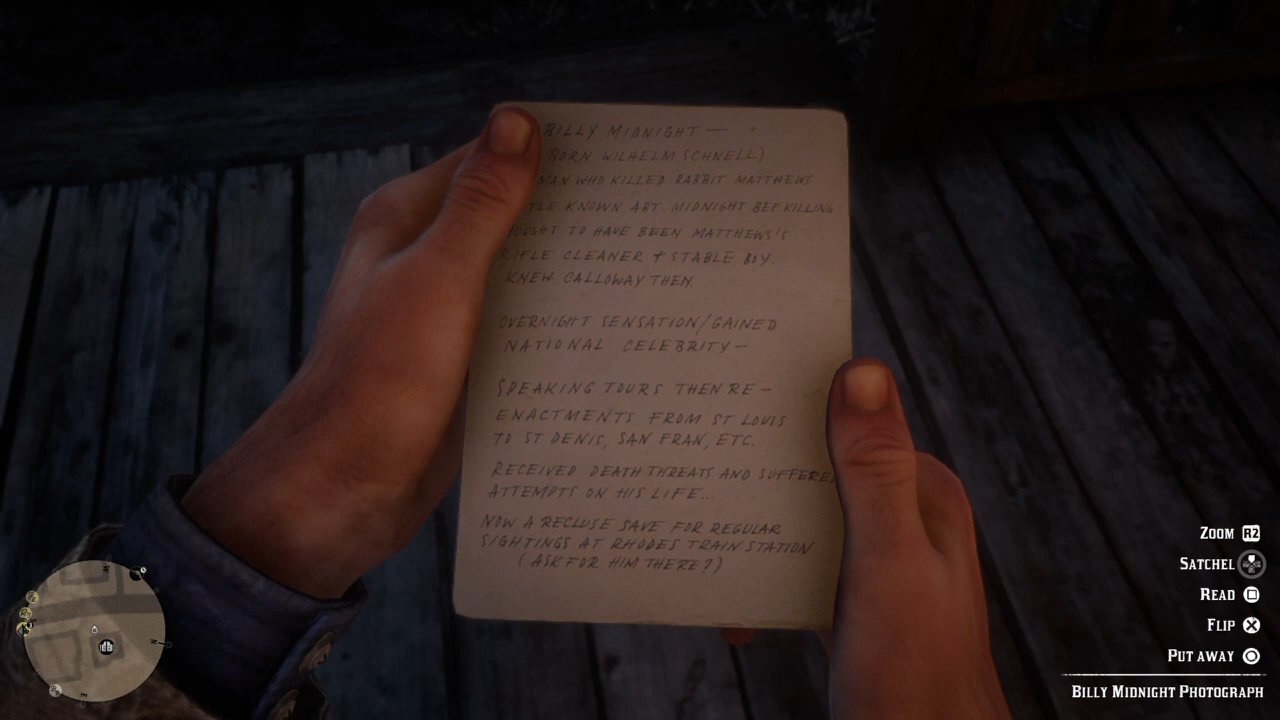 BILLY MIDNIGHT —
BORN WILHELM SCHNELL)
MAN WHO KILLED RABBIT MATTHEWS
KNOWN ABT. MIDNIGHT BEF. KILLING
TO HAVE BEEN MATTHEWS'S
RIFLE CLEANER + STABLE BOY.
KNEW CALLOWAY THEN.
OVERNIGHT SENSATION/GAINED
NATIONAL CELEBRITY —
SPEAKING TOURS THEN RE-
ENACTMENTS FROM ST LOUIS
TO ST DENIS, SAN FRAN, ETC.
RECEIVED DEATH THREATS AND SUFFERE
ATTEMPTS ON HIS LIFE...
NOW A RECLUSE SAVE FOR REGULAR
SIGHTINGS AT RHODES TRAIN STATION
(ASK FOR HIM THERE?)
ZOOM R2
SATCHEL
READ
FLIP
PUT AWAY
BILLY MIDNIGHT PHOTOGRAPH